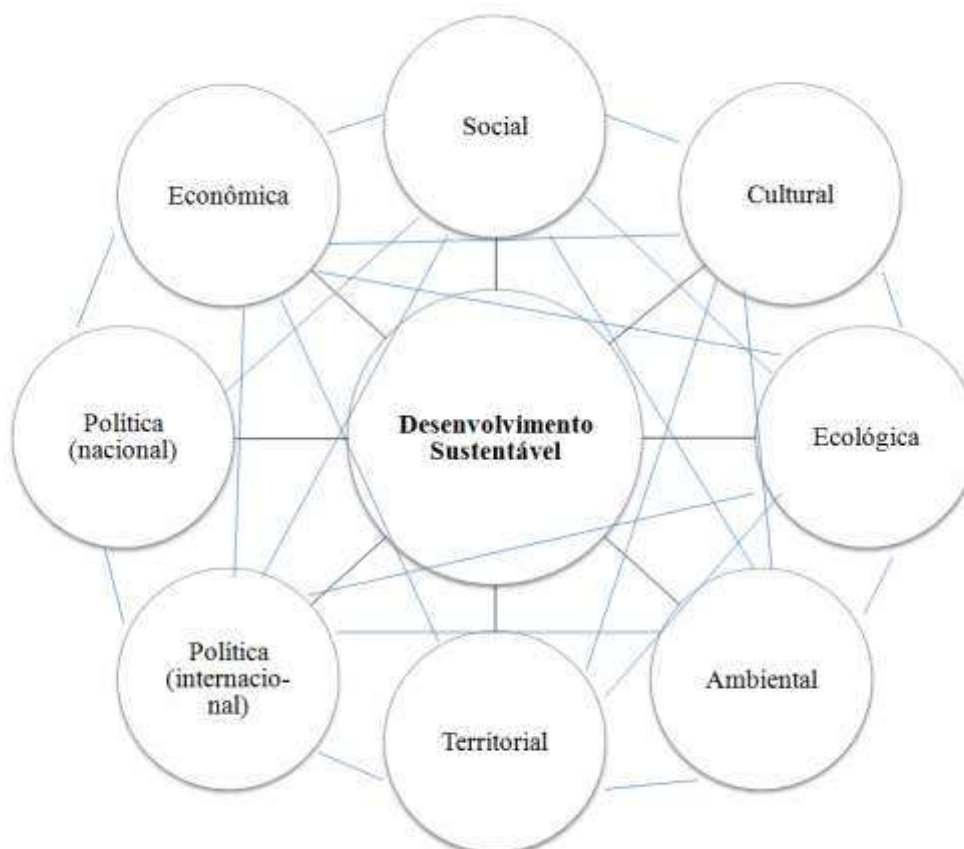 Social
Econômica
Cultural
Política
(nacional)
Desenvolvimento
Sustentável
Ecológica
Política
(internacio-
nal)
Territorial
Ambiental